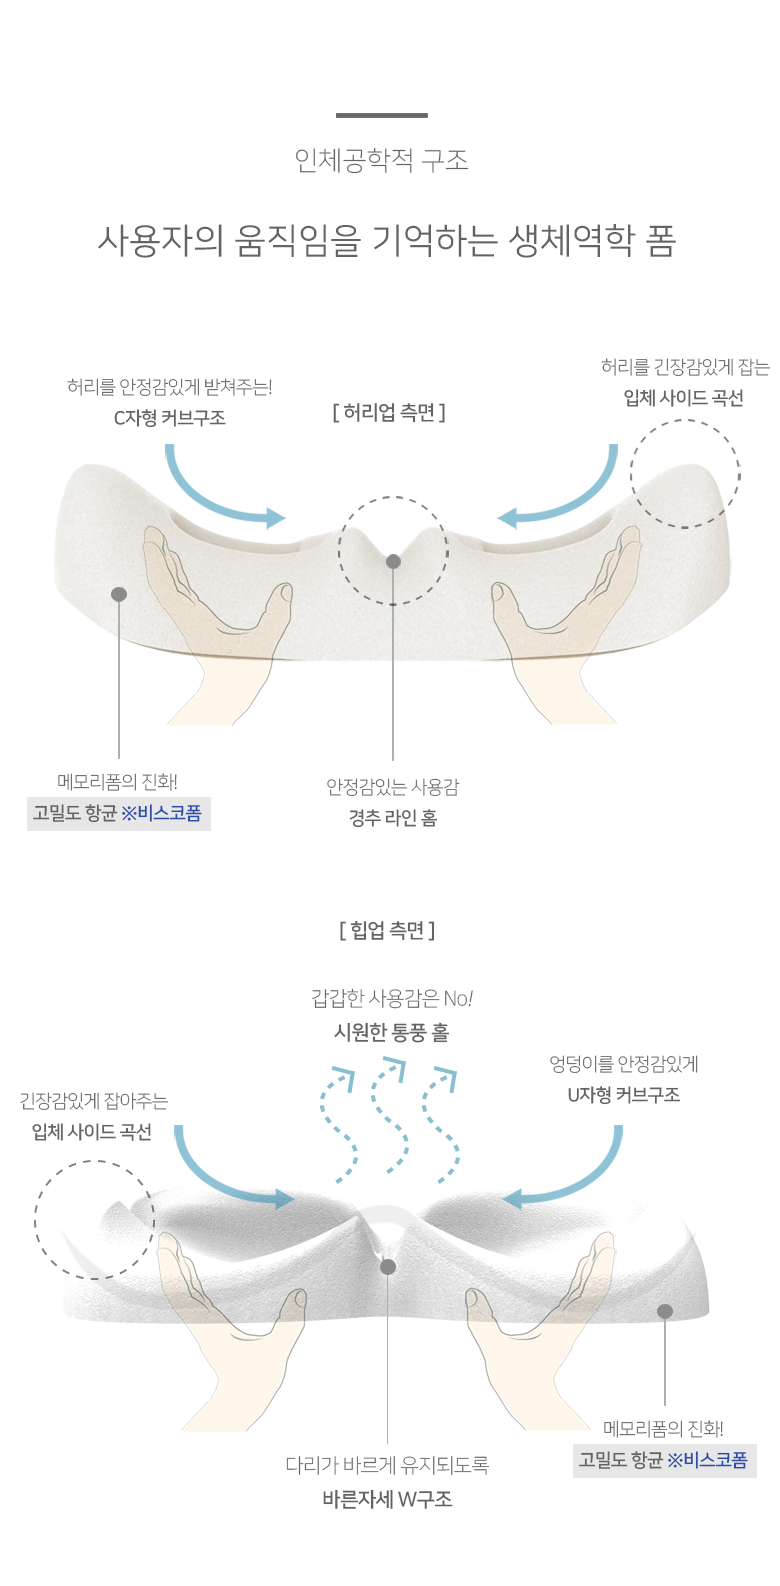 인체공학적 구조
사용자의 움직임을 기억하는 생체역학 폼
허리를 안정감있게 받쳐주는!
C자형 커브구조
[ 허리업 측면 ]
허리를 긴장감있게 잡는
입체 사이드 곡선
메모리폼의 진화!
고밀도 항균 ※비스코폼
안정감있는 사용감
경추 라인 홈
[ 힙업 측면 ]
갑갑한 사용감은 No!
시원한 통풍 홀
긴장감있게 잡아주는
입체 사이드 곡선
엉덩이를 안정감있게
U자형 커브구조
다리가 바르게 유지되도록
바른자세 W구조
메모리폼의 진화!
고밀도 항균 ※비스코폼